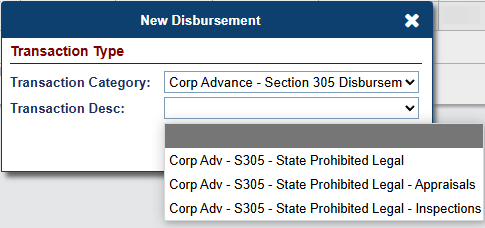 New Disbursement ✖
Transaction Type
Transaction Category: Corp Advance - Section 305 Disbursem
Transaction Desc:
Corp Adv - S305 - State Prohibited Legal
Corp Adv - S305 - State Prohibited Legal - Appraisals
Corp Adv - S305 - State Prohibited Legal - Inspections